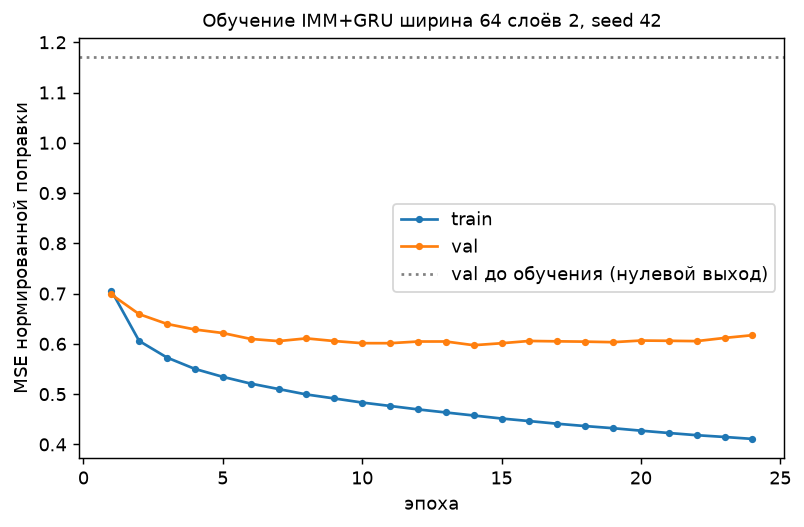 Обучение IMM+GRU ширина 64 слоёв 2, seed 42
MSE нормированной поправки
1.2
1.1
1.0
0.9
0.8
0.7
0.6
0.5
0.4
train
val
val до обучения (нулевой выход)
0 5 10 15 20 25
эпоха